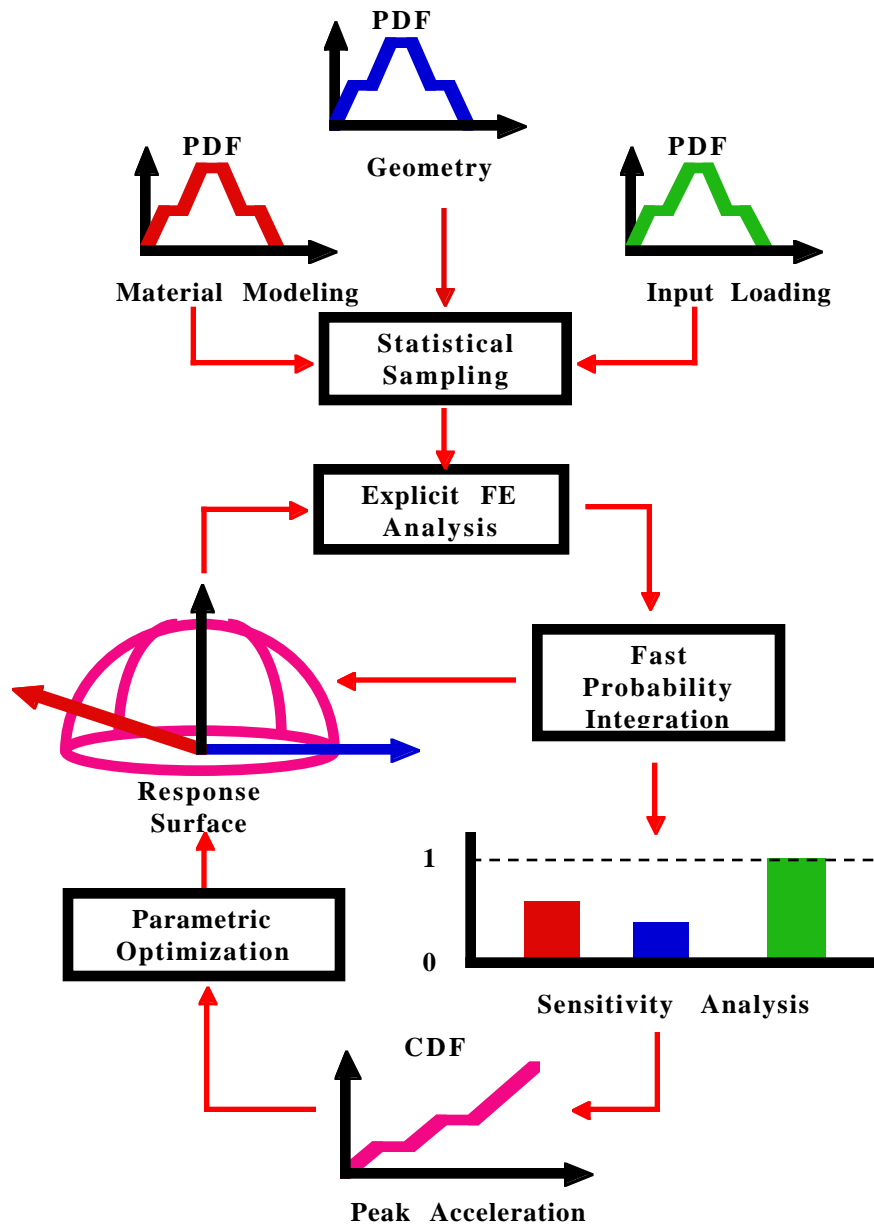 PDF
Geometry
PDF
Material Modeling
PDF
Input Loading
Statistical
Sampling
Explicit FE
Analysis
Fast
Probability
Integration
Response
Surface
1
0
Sensitivity Analysis
Parametric
Optimization
CDF
Peak Acceleration